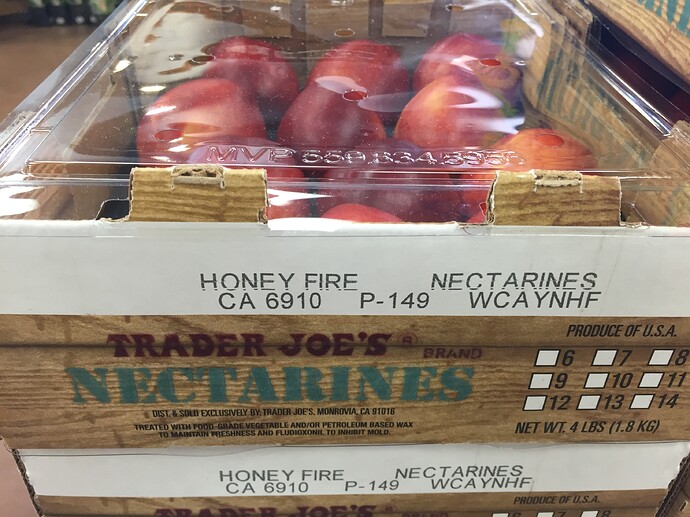 MVP 559.834.5
HONEY FIRE NECTARINES
CA 6910 P-149 WCAYNHF
TRADER JOE'S ® BRAND
NECTARINES
DIST. & SOLD EXCLUSIVELY BY: TRADER JOE'S, MONROVIA, CA 91016
TREATED WITH FOOD-GRADE VEGETABLE AND/OR PETROLEUM BASED WAX
TO MAINTAIN FRESHNESS AND FLUDIOXONIL TO INHIBIT MOLD.
PRODUCE OF U.S.A.
6 7 8
9 10 11
12 13 14
NET WT. 4 LBS (1.8 KG)
HONEY FIRE NECTARINES
CA 6910 P-149 WCAYNHF
PRODUCE OF U.S.A.